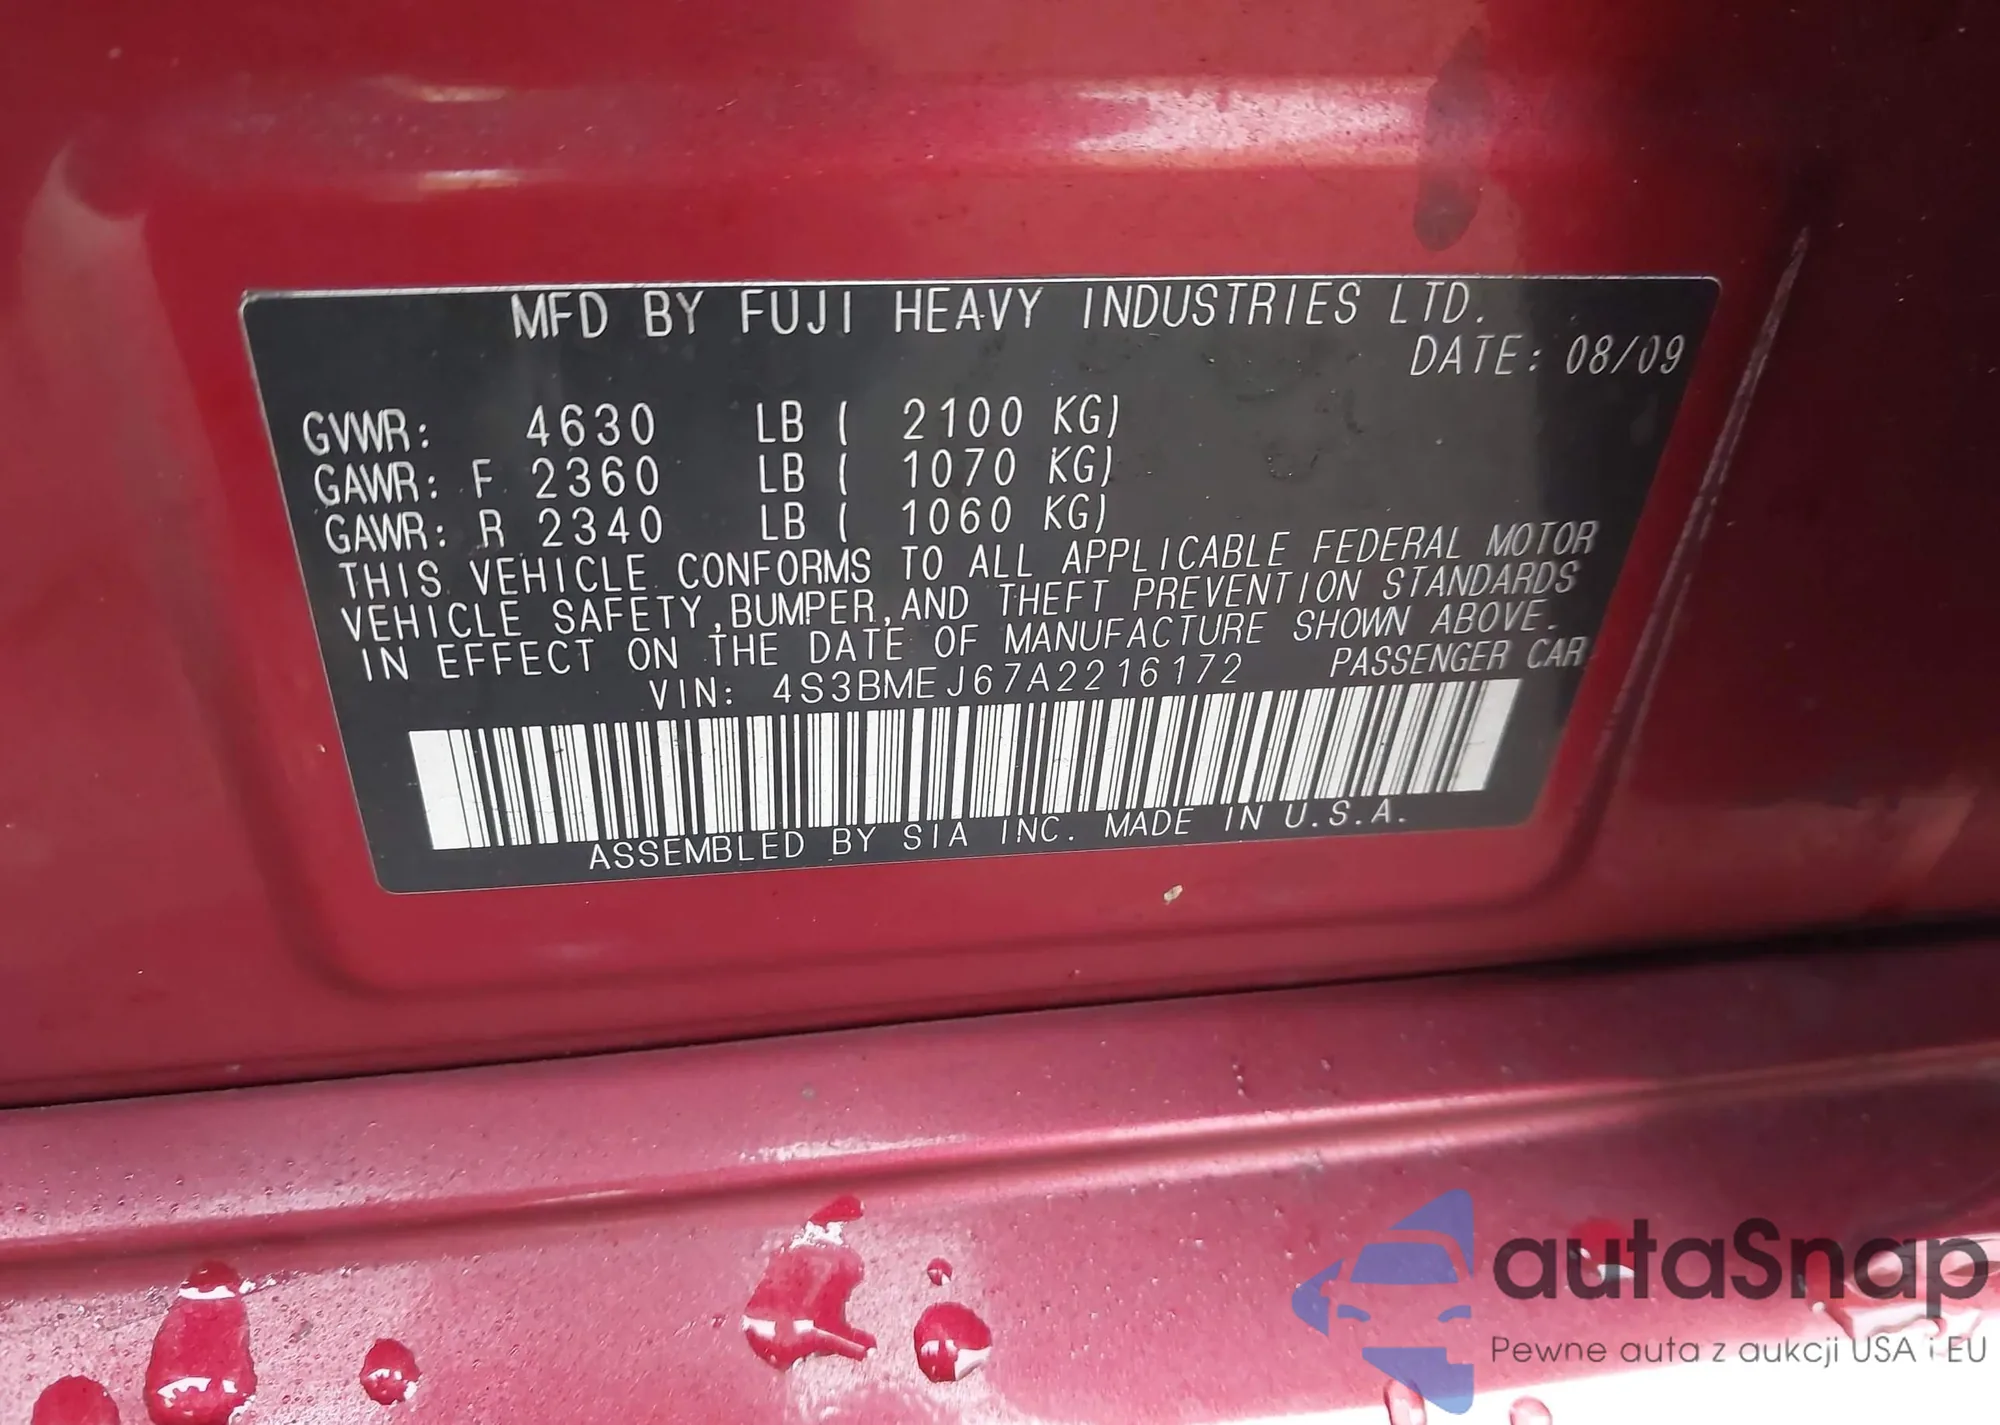 MFD BY FUJI HEAVY INDUSTRIES LTD.
DATE: 08/09
GVWR: 4630 LB ( 2100 KG)
GAWR: F 2360 LB ( 1070 KG)
GAWR: R 2340 LB ( 1060 KG)
THIS VEHICLE CONFORMS TO ALL APPLICABLE FEDERAL MOTOR
VEHICLE SAFETY,BUMPER,AND THEFT PREVENTION STANDARDS
IN EFFECT ON THE DATE OF MANUFACTURE SHOWN ABOVE.
VIN: 4S3BMEJ67A2216172 PASSENGER CAR
ASSEMBLED BY SIA INC. MADE IN U.S.A.
autaSnap
Pewne auta z aukcji USA i EU